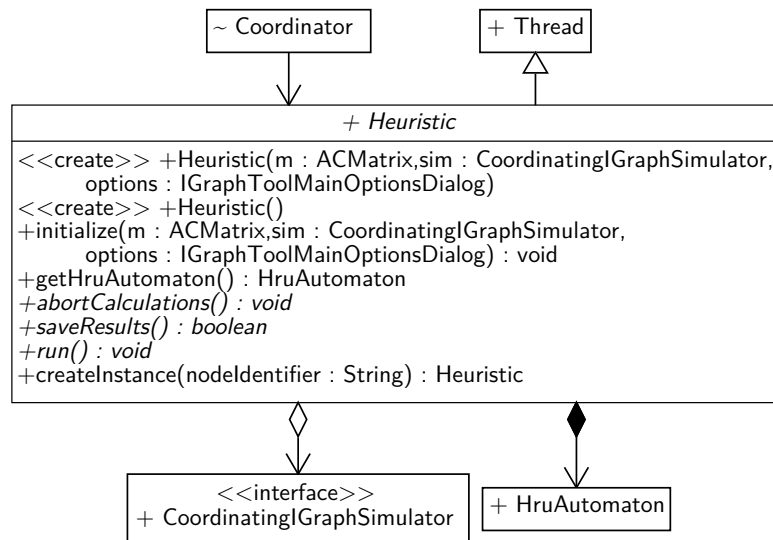 ~ Coordinator
+ Thread
+ Heuristic
<<create>> +Heuristic(m : ACMatrix,sim : CoordinatingIGraphSimulator,
options : IGraphToolMainOptionsDialog)
<<create>> +Heuristic()
+initialize(m : ACMatrix,sim : CoordinatingIGraphSimulator,
options : IGraphToolMainOptionsDialog) : void
+getHruAutomaton() : HruAutomaton
+abortCalculations() : void
+saveResults() : boolean
+run() : void
+createInstance(nodeIdentifier : String) : Heuristic
<<interface>>
+ CoordinatingIGraphSimulator
+ HruAutomaton